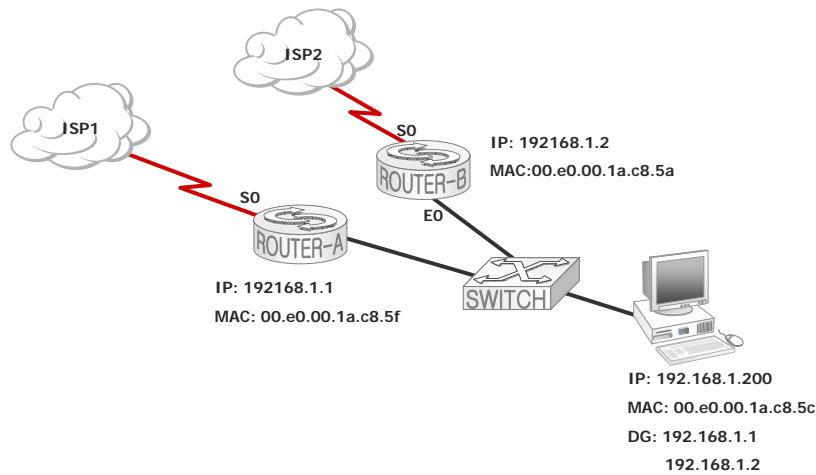 ISP2
ISP1
S0
IP: 192168.1.2
MAC:00.e0.00.1a.c8.5a
ROUTER-B
S0
E0
ROUTER-A
IP: 192168.1.1
MAC: 00.e0.00.1a.c8.5f
SWITCH
IP: 192.168.1.200
MAC: 00.e0.00.1a.c8.5c
DG: 192.168.1.1
192.168.1.2